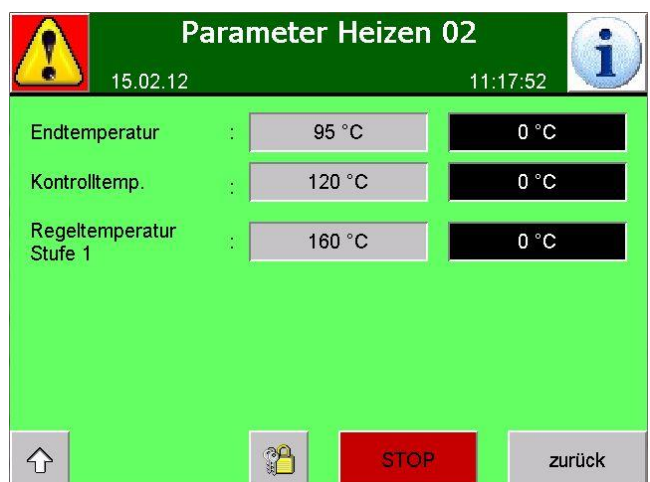 Parameter Heizen 02
15.02.12 11:17:52
Endtemperatur : 95 °C 0 °C
Kontrolltemp. : 120 °C 0 °C
Regeltemperatur
Stufe 1 : 160 °C 0 °C
STOP zurück